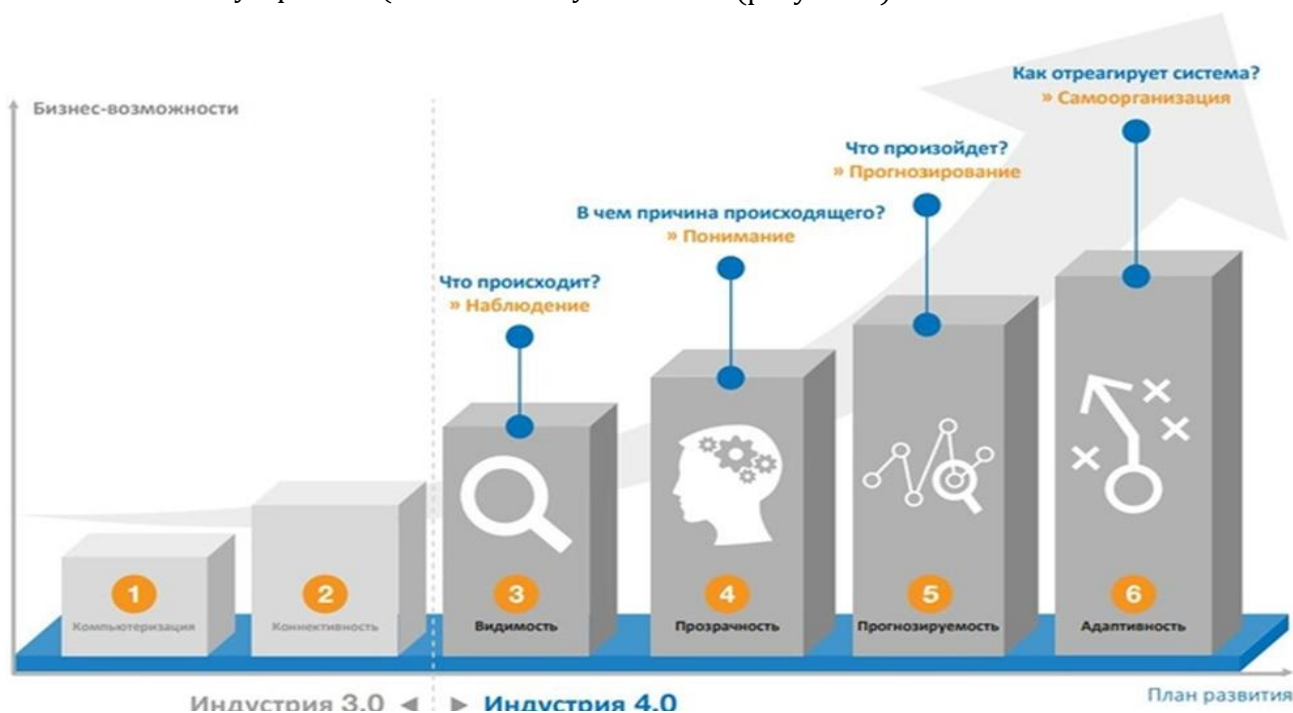 Бизнес-возможности
Как отреагирует система?
» Самоорганизация
Что произойдет?
» Прогнозирование
В чем причина происходящего?
» Понимание
Что происходит?
» Наблюдение
1
2
3
4
5
6
Компьютеризация
Коннективность
Видимость
Прозрачность
Прогнозируемость
Адаптивность
Индустрия 3.0 ◄ ► Индустрия 4.0
План развития